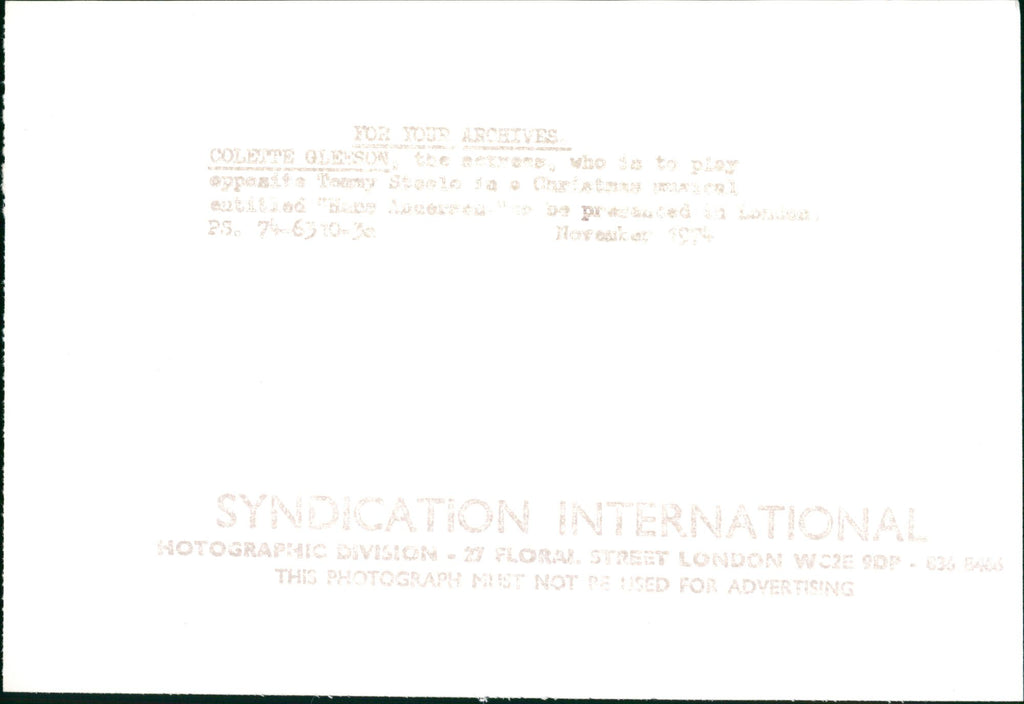 FOR YOUR ARCHIVES.
COLETTE GLEESON, the actress, who is to play
opposite Tommy Steele in a Christmas musical
entitled "Hans Andersen" to be presented in London.
PS. 74-6310-3a November 1974
SYNDICATION INTERNATIONAL
HOTOGRAPHIC DIVISION - 27 FLORAL STREET LONDON WC2E 9DP - 836 8466
THIS PHOTOGRAPH MUST NOT BE USED FOR ADVERTISING